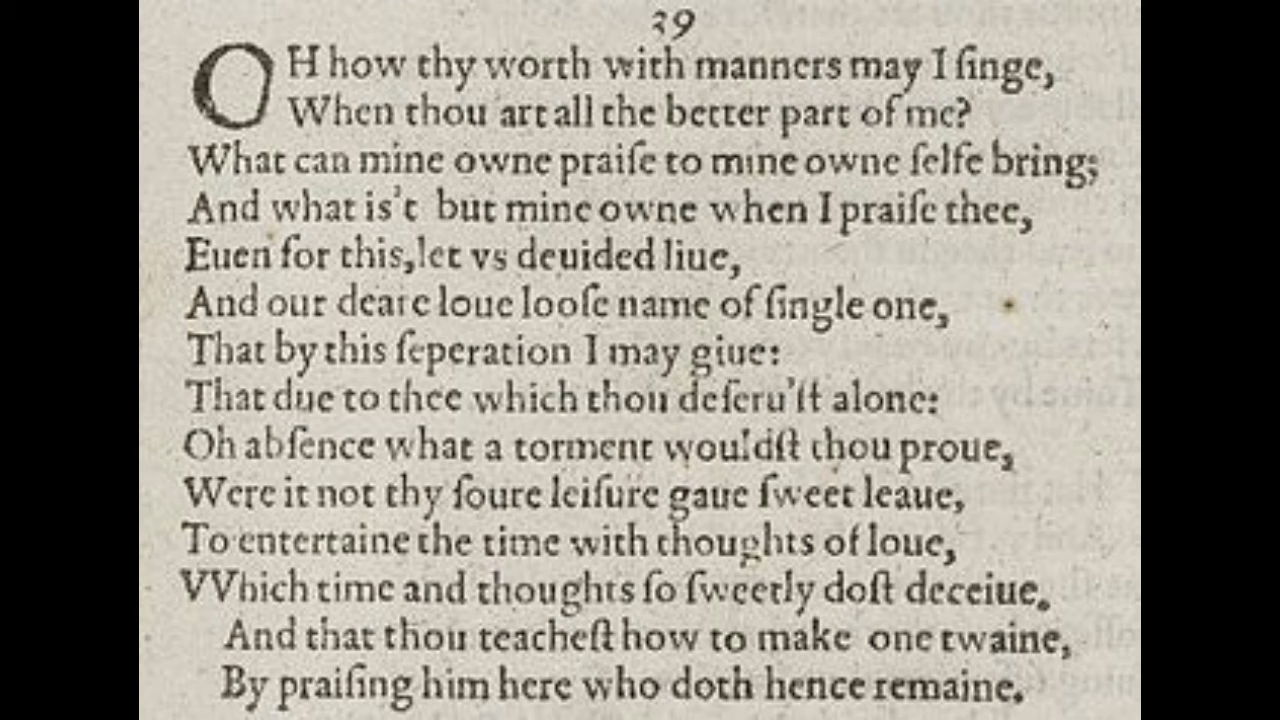 39
OH how thy worth with manners may I ſinge,
When thou art all the better part of me?
What can mine owne praiſe to mine owne ſelfe bring;
And what is't but mine owne when I praiſe thee,
Euen for this, let vs deuided liue,
And our deare loue looſe name of ſingle one,
That by this ſeperation I may giue:
That due to thee which thou deſeru'ſt alone:
Oh abſence what a torment wouldſt thou proue,
Were it not thy ſoure leiſure gaue ſweet leaue,
To entertaine the time with thoughts of loue,
VVhich time and thoughts ſo ſweetly doſt deceiue.
And that thou teacheſt how to make one twaine,
By praiſing him here who doth hence remaine.